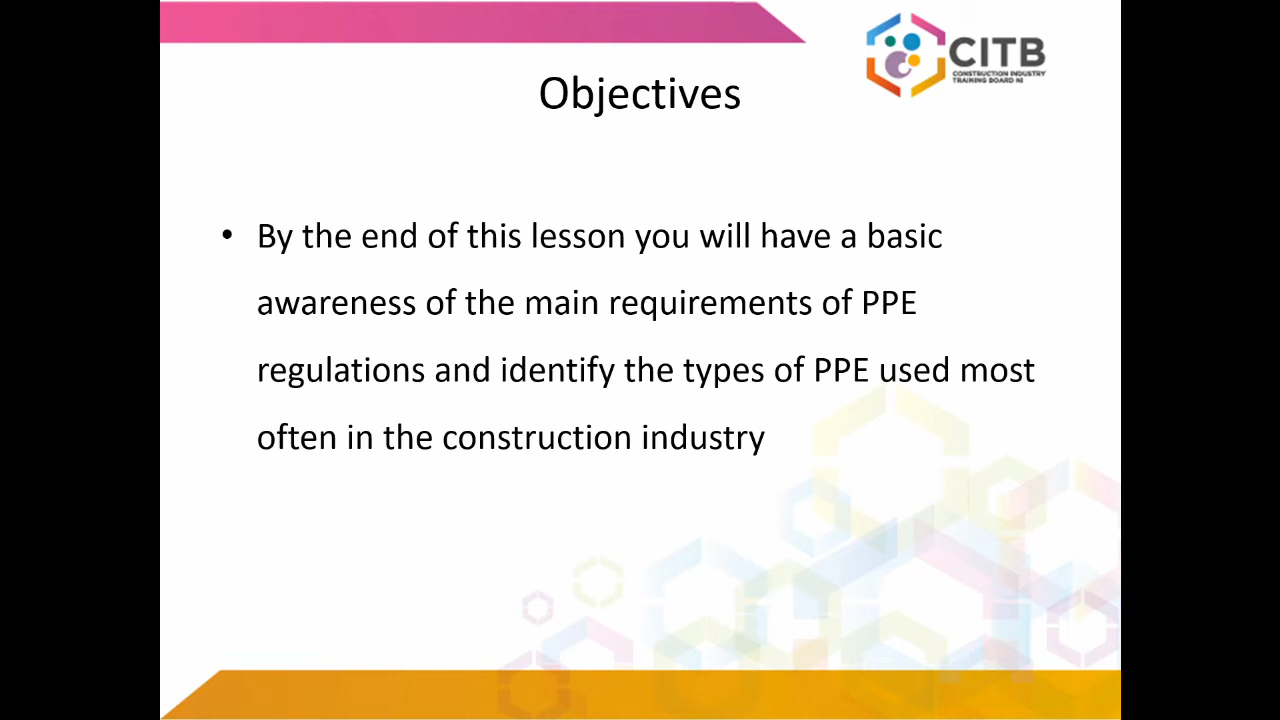 CITB
CONSTRUCTION INDUSTRY
TRAINING BOARD NI
Objectives
• By the end of this lesson you will have a basic
awareness of the main requirements of PPE
regulations and identify the types of PPE used most
often in the construction industry